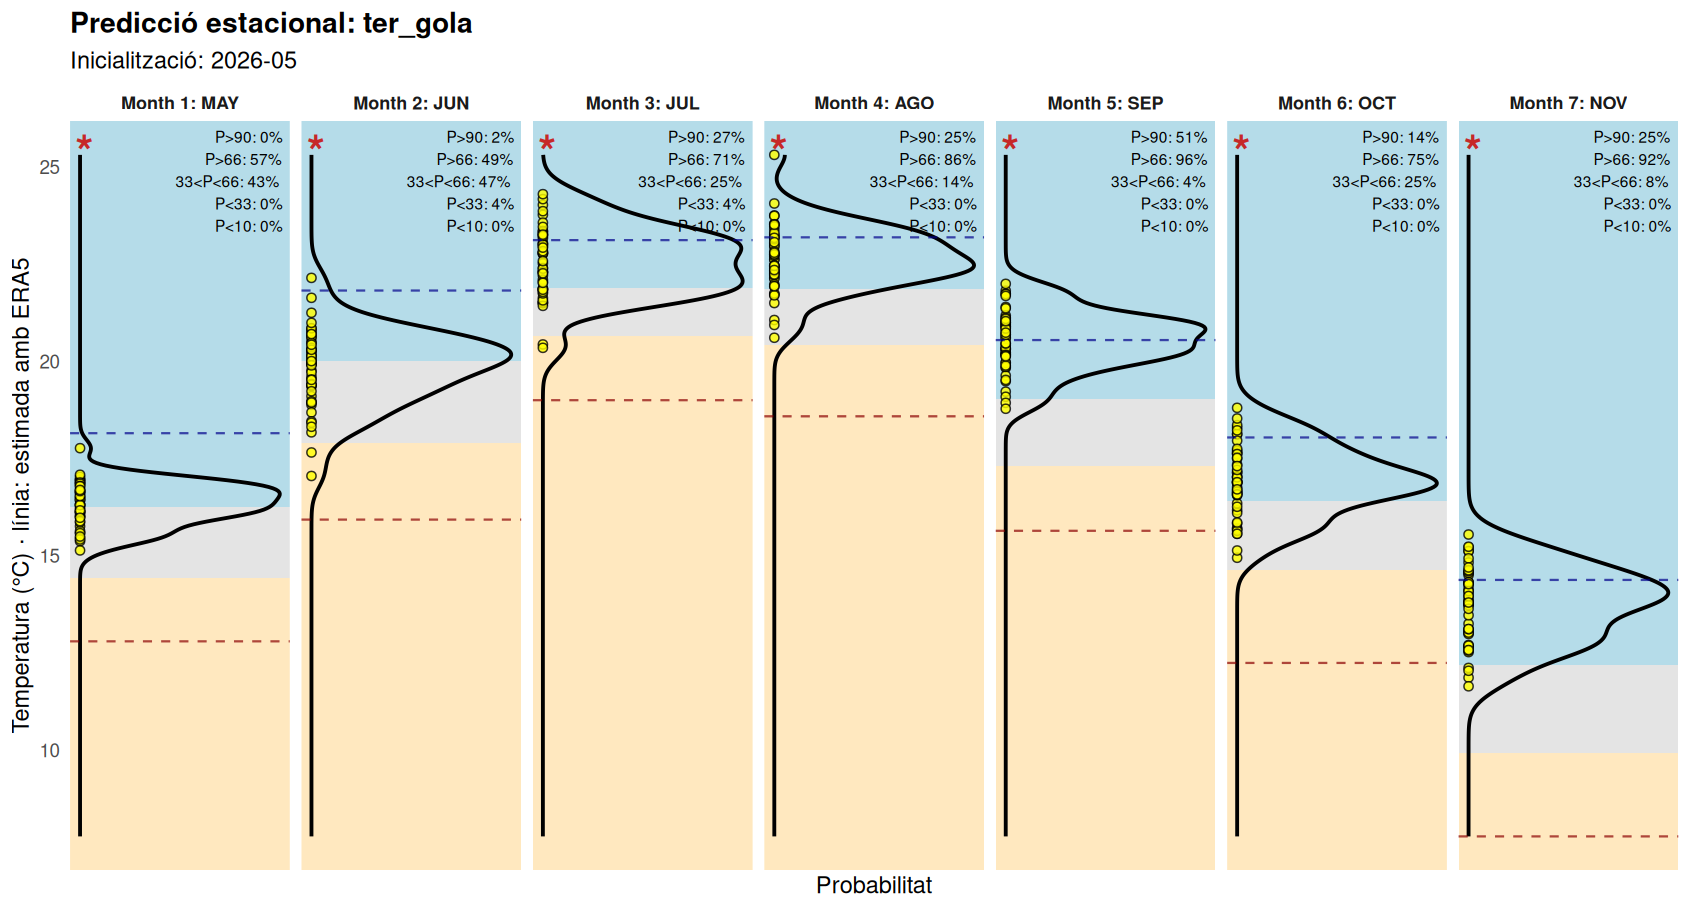 Predicció estacional: ter_gola
Inicialització: 2026-05
Month 1: MAY
Month 2: JUN
Month 3: JUL
Month 4: AGO
Month 5: SEP
Month 6: OCT
Month 7: NOV
*
P>90: 0%
P>66: 57%
33<P<66: 43%
P<33: 0%
P<10: 0%
*
P>90: 2%
P>66: 49%
33<P<66: 47%
P<33: 4%
P<10: 0%
*
P>90: 27%
P>66: 71%
33<P<66: 25%
P<33: 4%
P<10: 0%
*
P>90: 25%
P>66: 86%
33<P<66: 14%
P<33: 0%
P<10: 0%
*
P>90: 51%
P>66: 96%
33<P<66: 4%
P<33: 0%
P<10: 0%
*
P>90: 14%
P>66: 75%
33<P<66: 25%
P<33: 0%
P<10: 0%
*
P>90: 25%
P>66: 92%
33<P<66: 8%
P<33: 0%
P<10: 0%
25
20
15
10
Temperatura (°C) · línia: estimada amb ERA5
Probabilitat